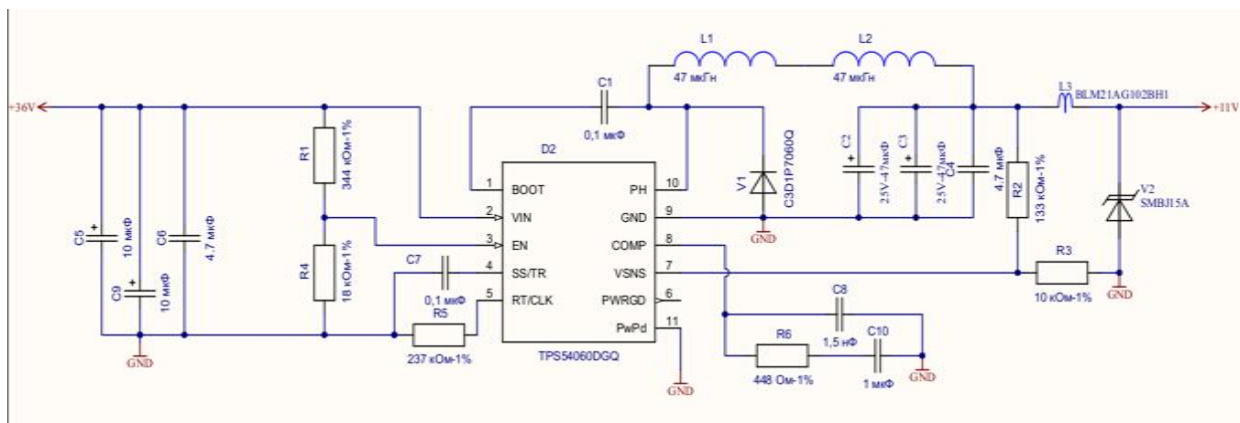 L1
47 мкГн
L2
47 мкГн
C1
0,1 мкФ
L3
BLM21AG102BH1
+36V
+11V
D2
R1
344 кОм-1%
V1
C3D1P7060Q
C2
25V-47мкФ
C3
25V-47мкФ
C4
4.7 мкФ
R2
133 кОм-1%
V2
SMBJ15A
1
BOOT
PH
10
2
VIN
GND
9
GND
3
EN
COMP
8
4
SS/TR
VSNS
7
5
RT/CLK
PWRGD
6
PwPd
11
TPS54060DGQ
C5
10 мкФ
C9
10 мкФ
C6
4.7 мкФ
R4
18 кОм-1%
C7
0,1 мкФ
R5
237 кОм-1%
GND
R3
10 кОм-1%
GND
C8
1,5 нФ
R6
448 Ом-1%
C10
1 мкФ
GND
GND